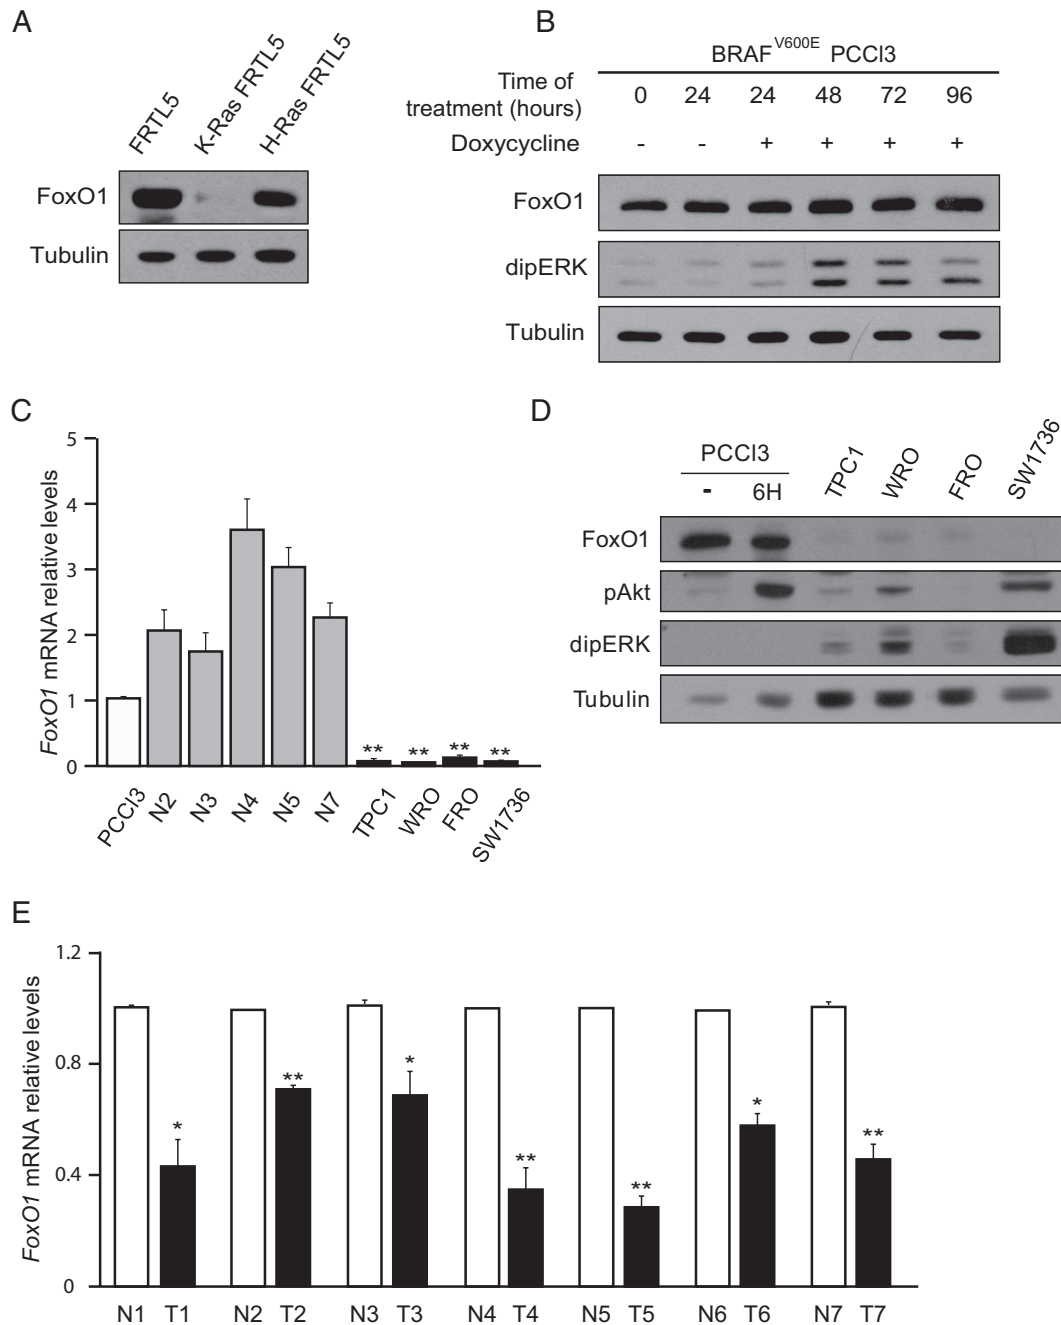 A
FRTL5
K-Ras FRTL5
H-Ras FRTL5
FoxO1
Tubulin
B
BRAF V600E PCCl3
Time of
treatment (hours)
0 24 24 48 72 96
Doxycycline
- - + + + +
FoxO1
dipERK
Tubulin
C
FoxO1 mRNA relative levels
5
4
3
2
1
0
** ** ** **
PCCl3 N2 N3 N4 N5 N7 TPC1 WRO FRO SW1736
D
PCCl3
- 6H
TPC1 WRO FRO SW1736
FoxO1
pAkt
dipERK
Tubulin
E
FoxO1 mRNA relative levels
1.2
0.8
0.4
0
* ** * ** ** * **
N1 T1 N2 T2 N3 T3 N4 T4 N5 T5 N6 T6 N7 T7